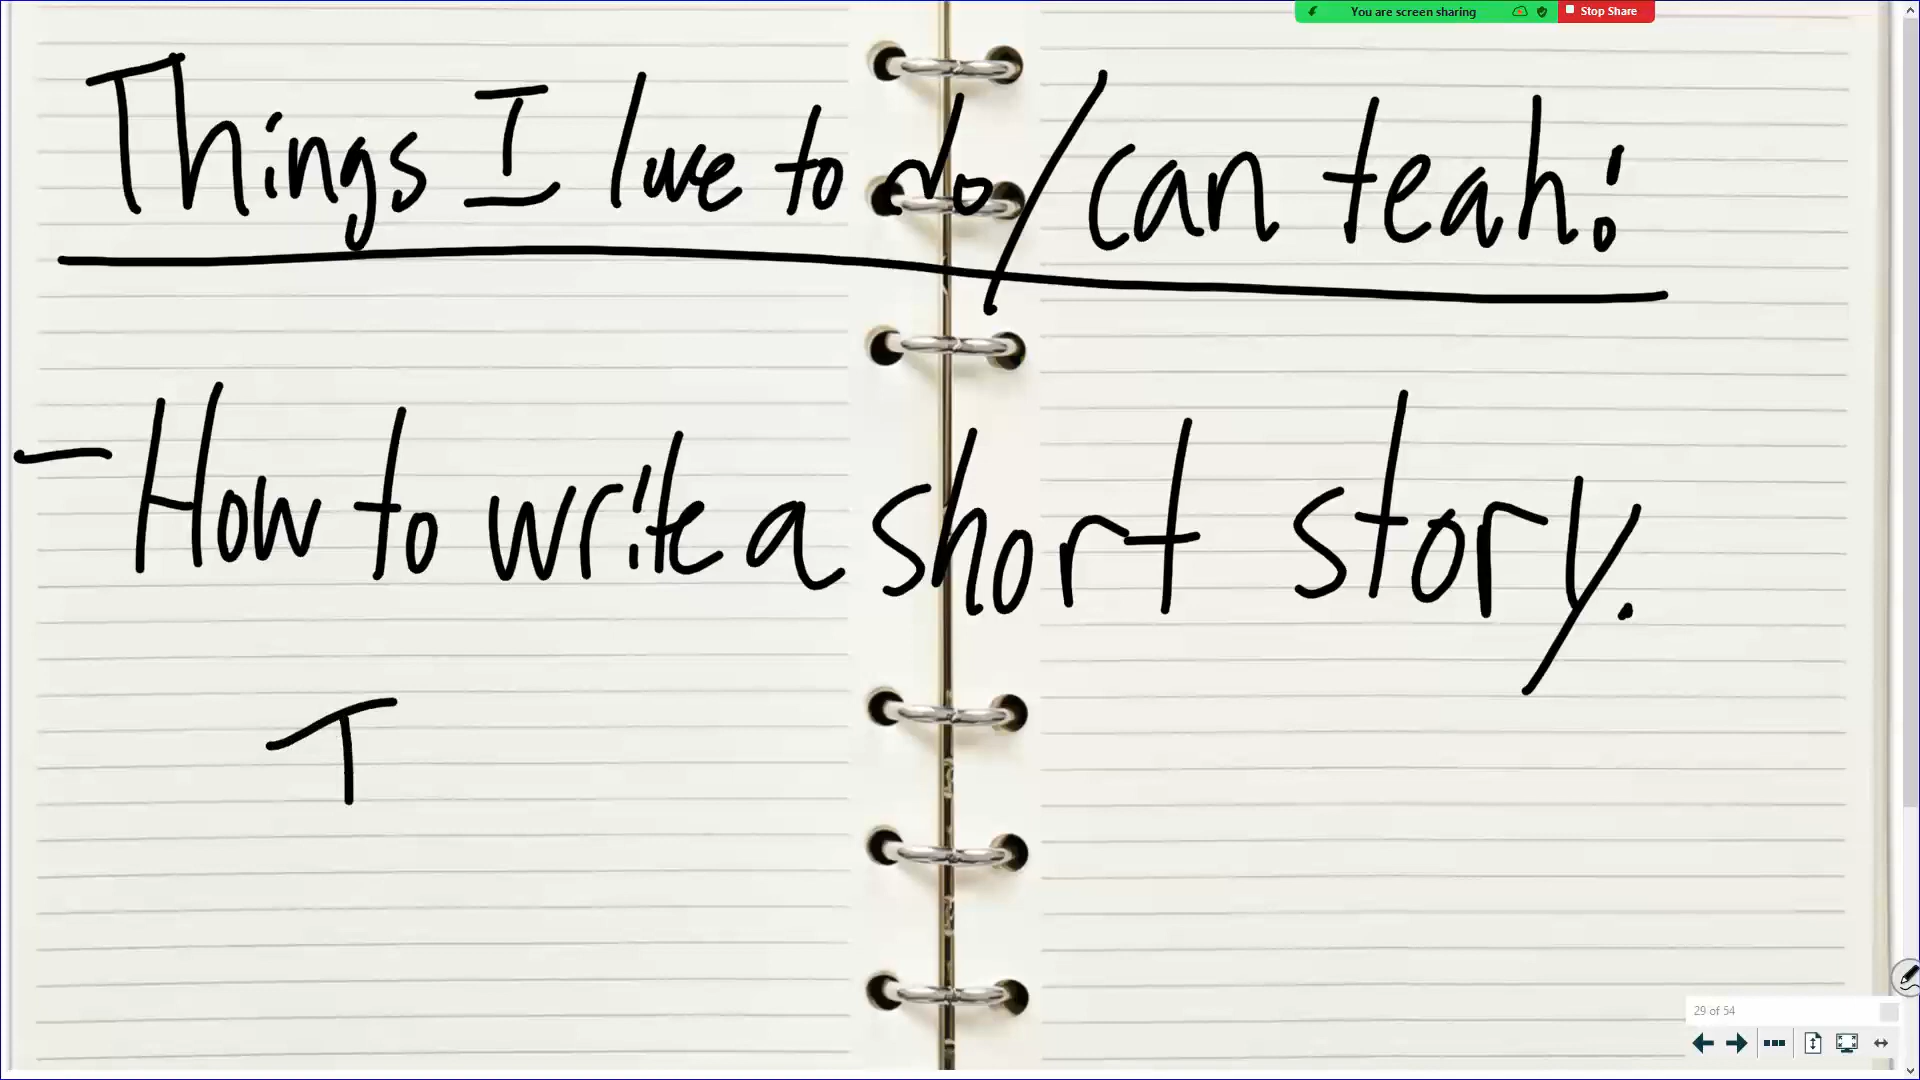 You are screen sharing Stop Share
Things I love to do/can teah:
- How to write a short story.
T
29 of 54